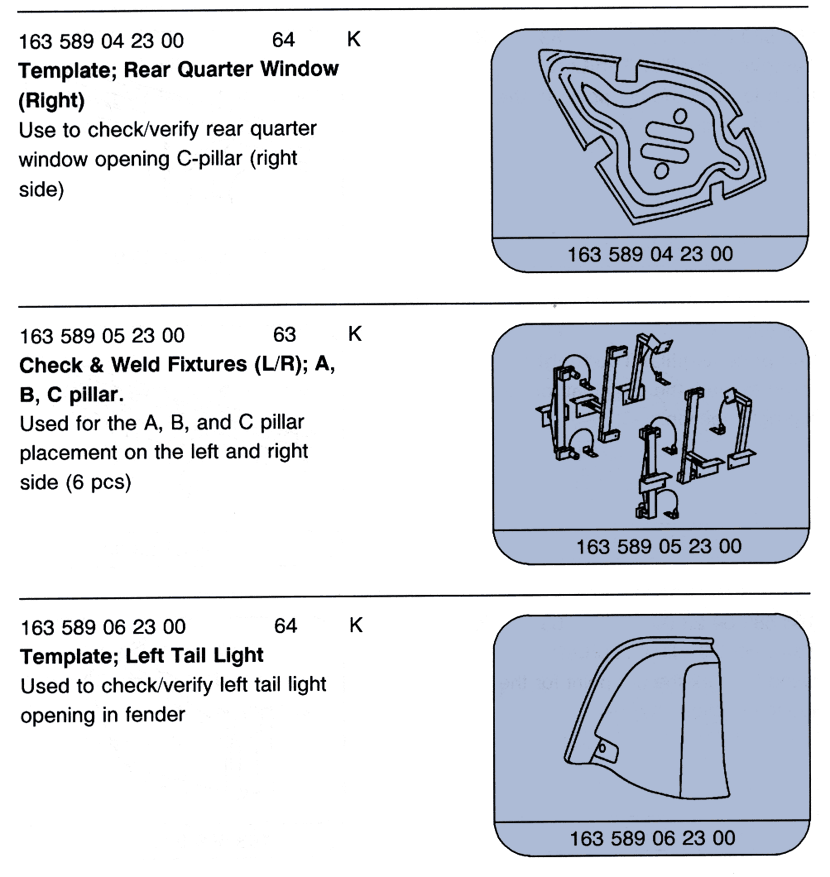 163 589 04 23 00 64 K
Template; Rear Quarter Window
(Right)
Use to check/verify rear quarter
window opening C-pillar (right
side)
163 589 04 23 00
163 589 05 23 00 63 K
Check & Weld Fixtures (L/R); A,
B, C pillar.
Used for the A, B, and C pillar
placement on the left and right
side (6 pcs)
163 589 05 23 00
163 589 06 23 00 64 K
Template; Left Tail Light
Used to check/verify left tail light
opening in fender
163 589 06 23 00